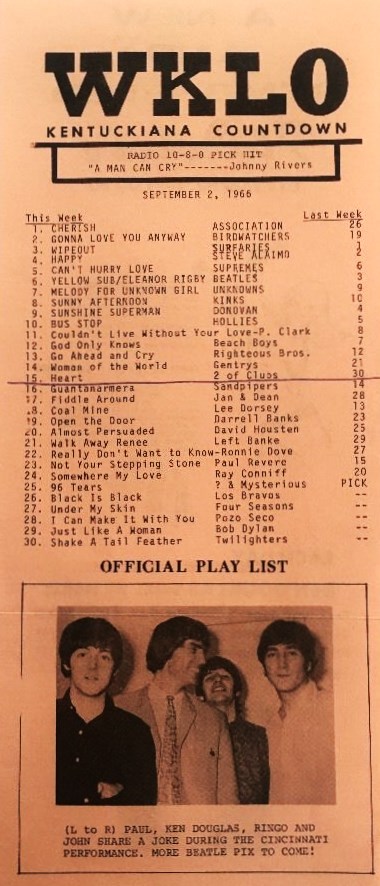 WKLO
KENTUCKIANA COUNTDOWN
RADIO 10-8-0 PICK HIT
"A MAN CAN CRY"-------Johnny Rivers
SEPTEMBER 2, 1966
This Week Last Week
1. CHERISH ASSOCIATION 26
2. GONNA LOVE YOU ANYWAY BIRDWATCHERS 19
3. WIPEOUT SURFARIES 1
4. HAPPY STEVE ALAIMO 2
5. CAN'T HURRY LOVE SUPREMES 6
6. YELLOW SUB/ELEANOR RIGBY BEATLES 3
7. MELODY FOR UNKNOWN GIRL UNKNOWNS 9
8. SUNNY AFTERNOON KINKS 10
9. SUNSHINE SUPERMAN DONOVAN 4
10. BUS STOP HOLLIES 5
11. Couldn't Live Without Your Love-P. Clark 8
12. God Only Knows Beach Boys 7
13. Go Ahead and Cry Righteous Bros. 12
14. Woman of the World Gentrys 21
15. Heart 2 of Clubs 30
16. Guantanarmera Sandpipers 14
17. Fiddle Around Jan & Dean 28
18. Coal Mine Lee Dorsey 13
19. Open the Door Darrell Banks 23
20. Almost Persuaded David Housten 25
21. Walk Away Renee Left Banke 29
22. Really Don't Want to Know-Ronnie Dove 27
23. Not Your Stepping Stone Paul Revere 15
24. Somewhere My Love Ray Conniff 20
25. 96 Tears ? & Mysterious PICK
26. Black Is Black Los Bravos --
27. Under My Skin Four Seasons --
28. I Can Make It With You Pozo Seco --
29. Just Like A Woman Bob Dylan --
30. Shake A Tail Feather Twilighters --
OFFICIAL PLAY LIST
(L to R) PAUL, KEN DOUGLAS, RINGO AND
JOHN SHARE A JOKE DURING THE CINCINNATI
PERFORMANCE. MORE BEATLE PIX TO COME!